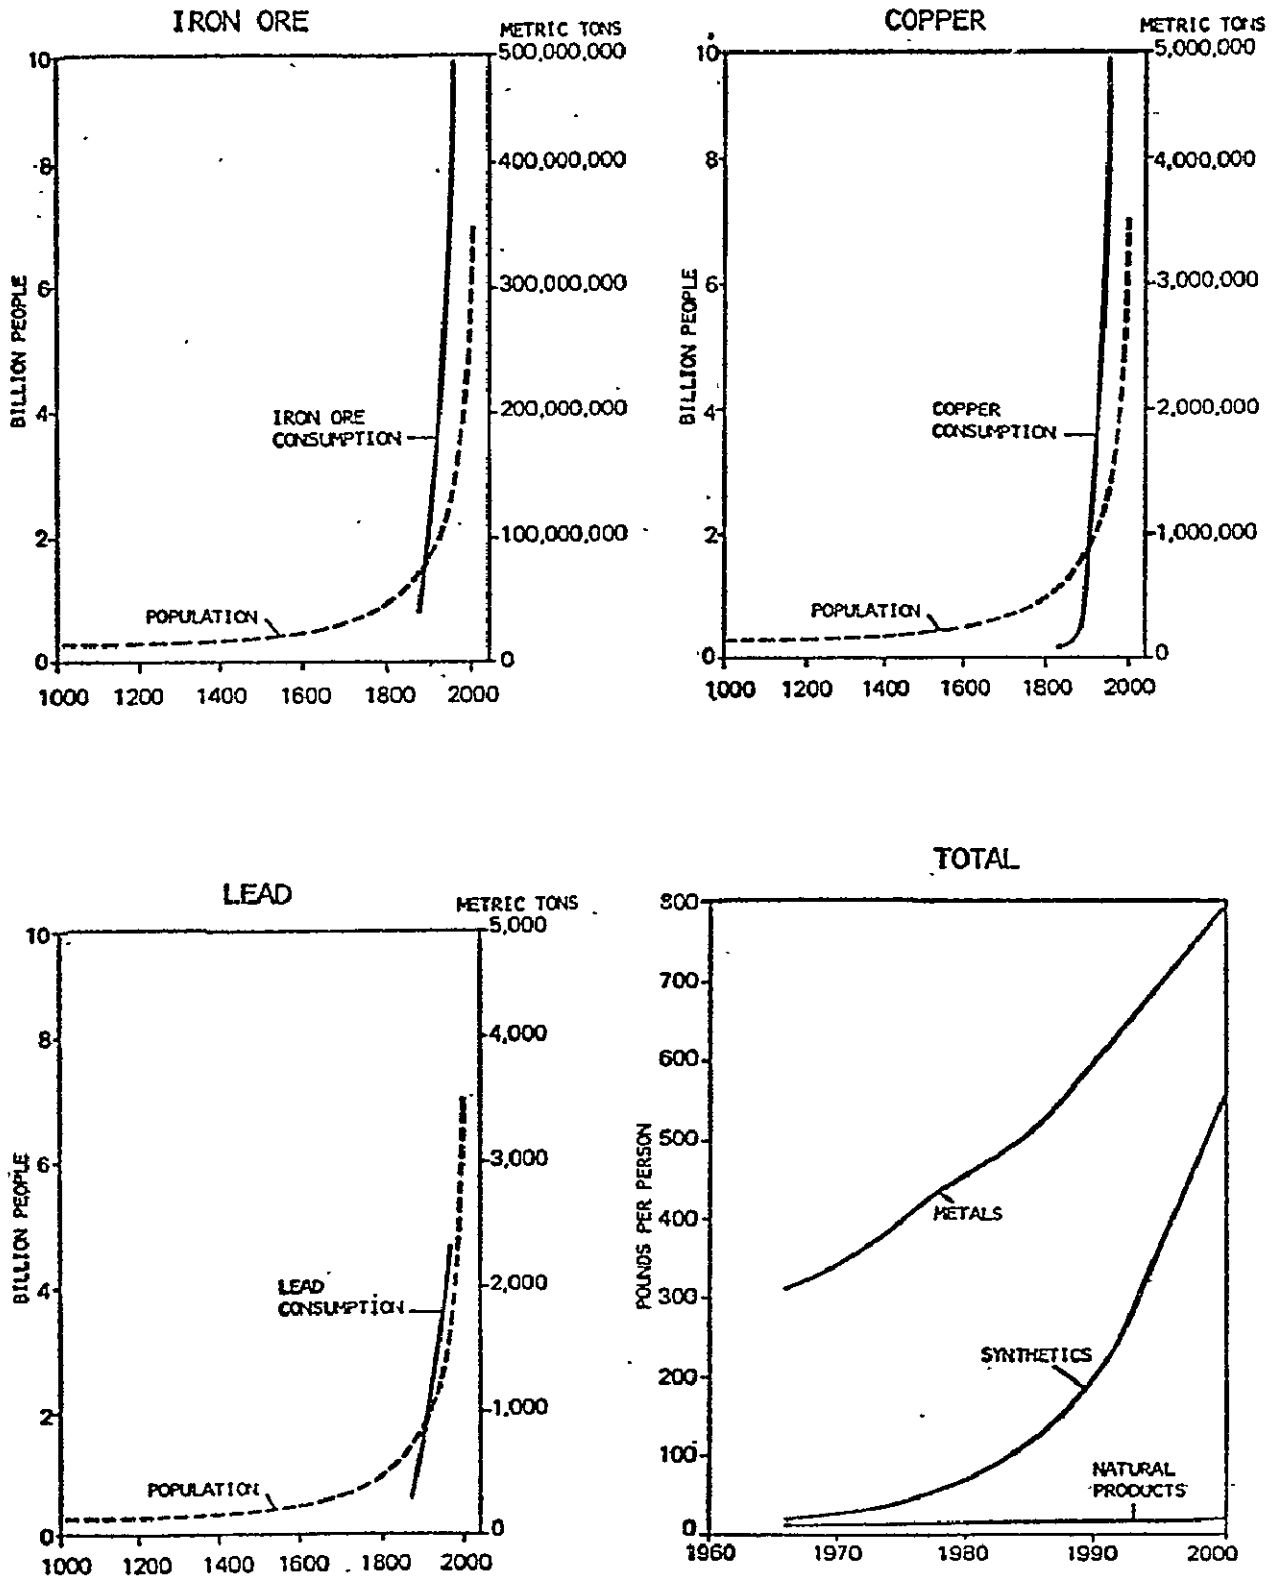 IRON ORE
METRIC TONS
10
8
6
4
2
0
BILLION PEOPLE
500,000,000
400,000,000
300,000,000
200,000,000
100,000,000
0
IRON ORE
CONSUMPTION
POPULATION
1000 1200 1400 1600 1800 2000
COPPER
METRIC TONS
10
8
6
4
2
0
BILLION PEOPLE
5,000,000
4,000,000
3,000,000
2,000,000
1,000,000
0
COPPER
CONSUMPTION
POPULATION
1000 1200 1400 1600 1800 2000
LEAD
METRIC TONS
10
8
6
4
2
0
BILLION PEOPLE
5,000
4,000
3,000
2,000
1,000
0
LEAD
CONSUMPTION
POPULATION
1000 1200 1400 1600 1800 2000
TOTAL
800
700
600
500
400
300
200
100
0
POUNDS PER PERSON
METALS
SYNTHETICS
NATURAL
PRODUCTS
1960 1970 1980 1990 2000